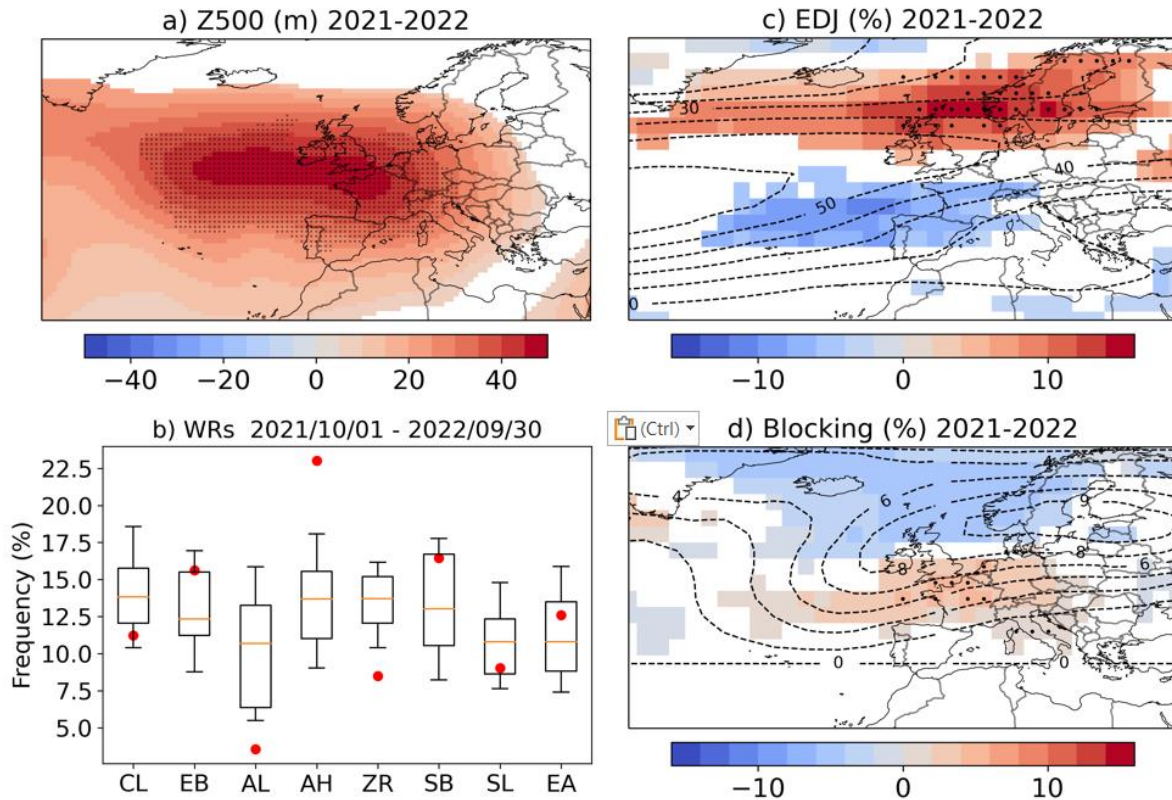 a) Z500 (m) 2021-2022
−40 −20 0 20 40
b) WRs 2021/10/01 - 2022/09/30
Frequency (%)
22.5
20.0
17.5
15.0
12.5
10.0
7.5
5.0
CL EB AL AH ZR SB SL EA
c) EDJ (%) 2021-2022
30
40
50
0
−10 0 10
(Ctrl)
d) Blocking (%) 2021-2022
4
4
6
9
8
8
6
0 0
−10 0 10